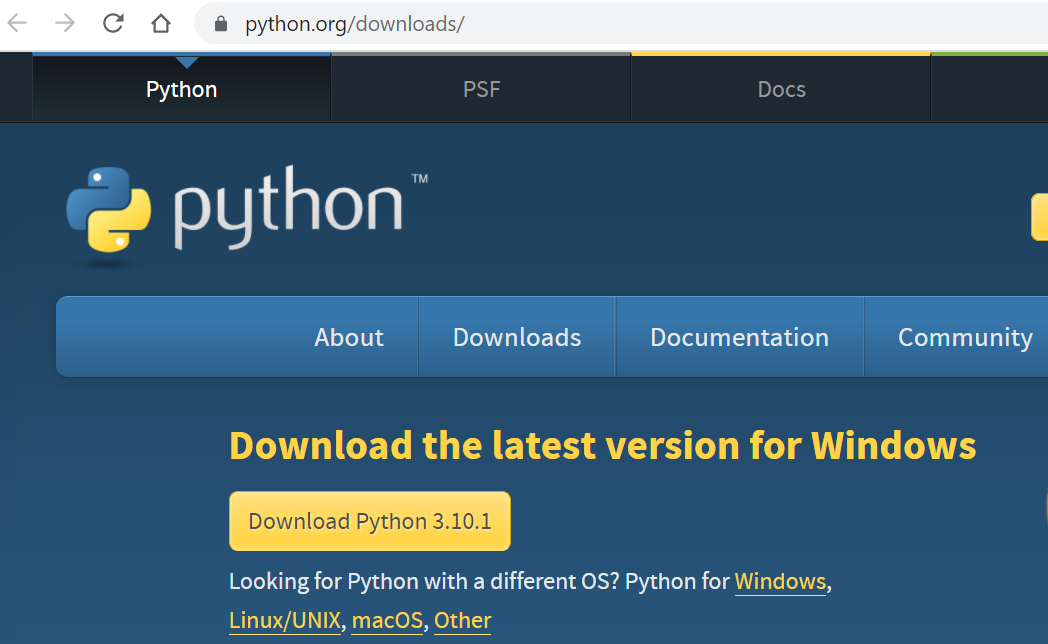 python.org/downloads/
Python PSF Docs
python™
About Downloads Documentation Community
Download the latest version for Windows
Download Python 3.10.1
Looking for Python with a different OS? Python for Windows,
Linux/UNIX, macOS, Other